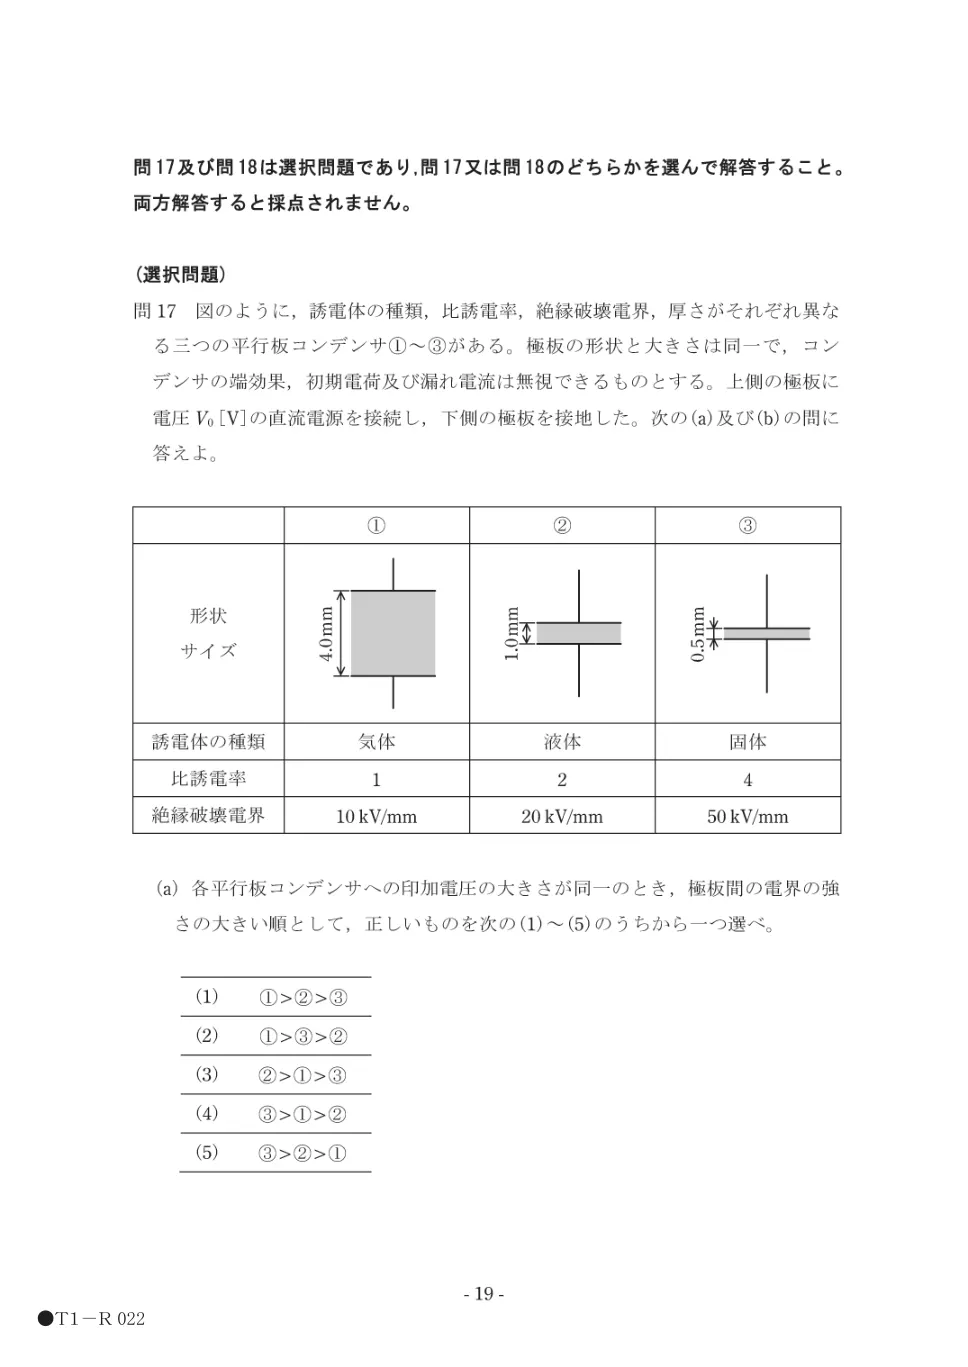 問17及び問18は選択問題であり,問17又は問18のどちらかを選んで解答すること。
両方解答すると採点されません。
(選択問題)
問17　図のように，誘電体の種類，比誘電率，絶縁破壊電界，厚さがそれぞれ異な
る三つの平行板コンデンサ①～③がある。極板の形状と大きさは同一で，コン
デンサの端効果，初期電荷及び漏れ電流は無視できるものとする。上側の極板に
電圧 V₀ [V]の直流電源を接続し，下側の極板を接地した。次の(a)及び(b)の問に
答えよ。
① ② ③
形状
サイズ
4.0mm 1.0mm 0.5mm
誘電体の種類 気体 液体 固体
比誘電率 1 2 4
絶縁破壊電界 10 kV/mm 20 kV/mm 50 kV/mm
(a) 各平行板コンデンサへの印加電圧の大きさが同一のとき，極板間の電界の強
さの大きい順として，正しいものを次の(1)～(5)のうちから一つ選べ。
(1) ①>②>③
(2) ①>③>②
(3) ②>①>③
(4) ③>①>②
(5) ③>②>①
- 19 -
●T1－R 022